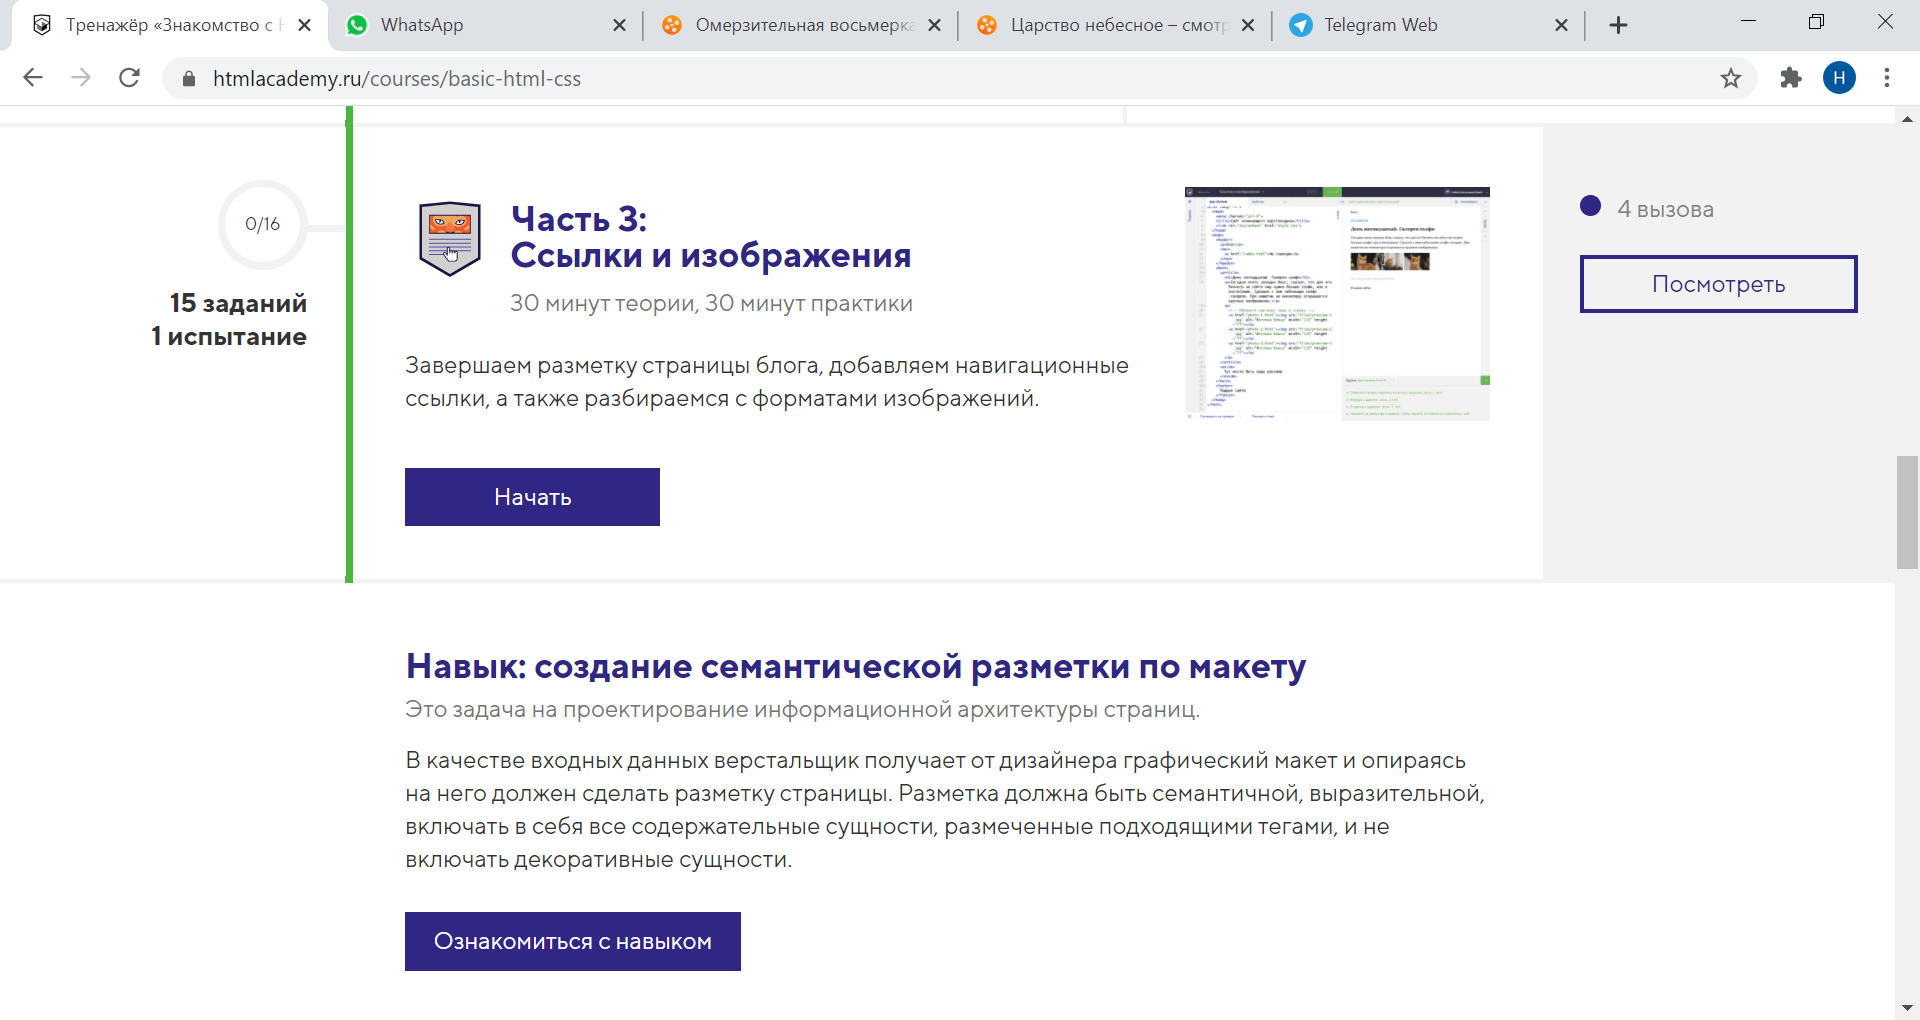 Тренажёр «Знакомство с
WhatsApp
Омерзительная восьмерка
Царство небесное – смотр
Telegram Web
htmlacademy.ru/courses/basic-html-css
H
0/16
15 заданий
1 испытание
Часть 3:
Ссылки и изображения
30 минут теории, 30 минут практики
Завершаем разметку страницы блога, добавляем навигационные
ссылки, а также разбираемся с форматами изображений.
Начать
4 вызова
Посмотреть
Навык: создание семантической разметки по макету
Это задача на проектирование информационной архитектуры страниц.
В качестве входных данных верстальщик получает от дизайнера графический макет и опираясь
на него должен сделать разметку страницы. Разметка должна быть семантичной, выразительной,
включать в себя все содержательные сущности, размеченные подходящими тегами, и не
включать декоративные сущности.
Ознакомиться с навыком